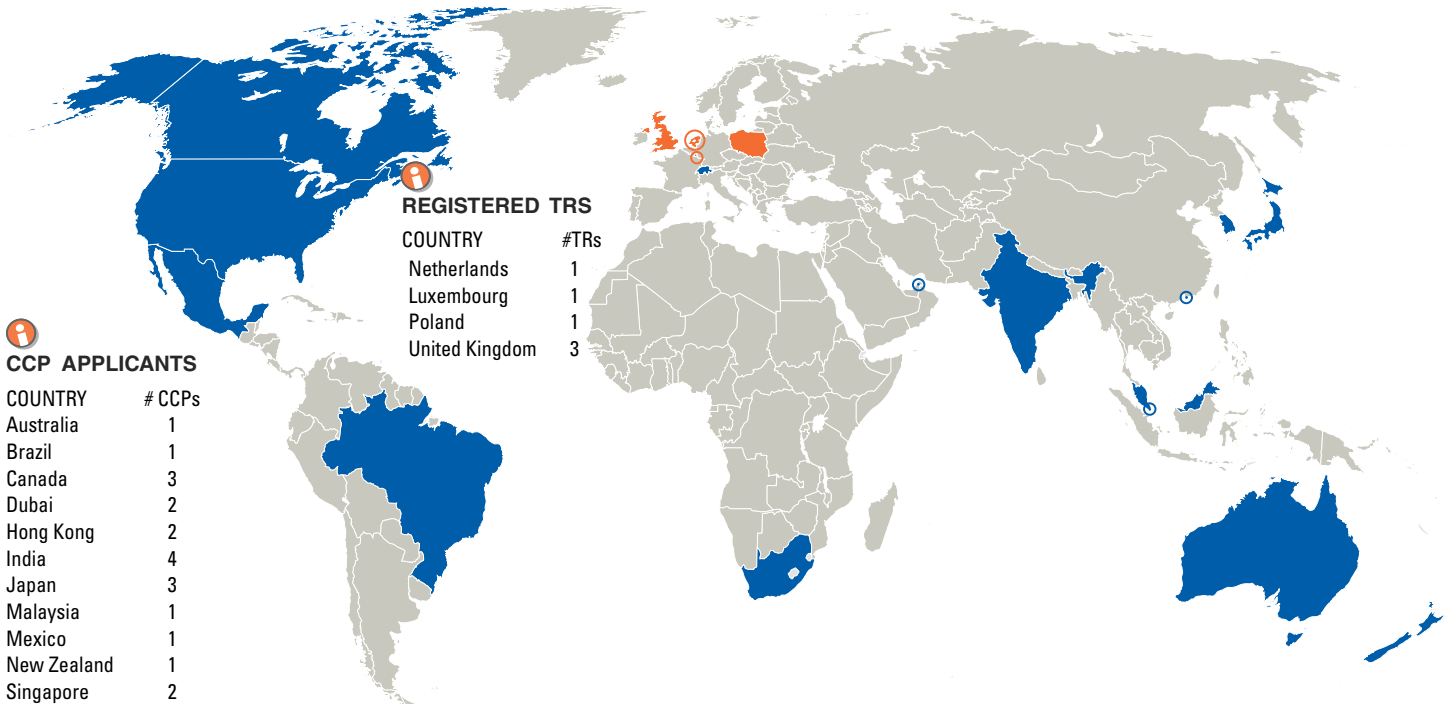 REGISTERED TRS
COUNTRY #TRs
Netherlands 1
Luxembourg 1
Poland 1
United Kingdom 3
CCP APPLICANTS
COUNTRY # CCPs
Australia 1
Brazil 1
Canada 3
Dubai 2
Hong Kong 2
India 4
Japan 3
Malaysia 1
Mexico 1
New Zealand 1
Singapore 2